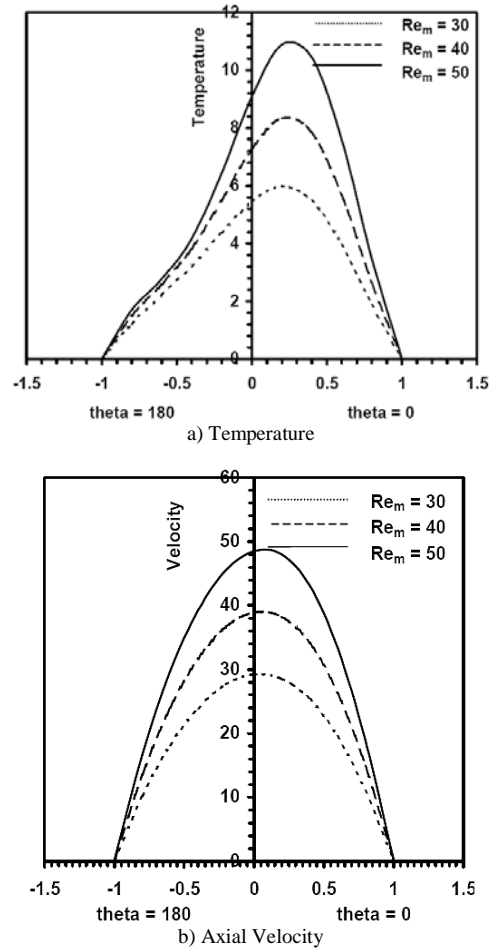 12
Re_m = 30
Re_m = 40
Re_m = 50
Temperature
10
8
6
4
2
0
-1.5 -1 -0.5 0 0.5 1 1.5
theta = 180 theta = 0
a) Temperature
60
Re_m = 30
Re_m = 40
Re_m = 50
Velocity
50
40
30
20
10
0
-1.5 -1 -0.5 0 0.5 1 1.5
theta = 180 theta = 0
b) Axial Velocity